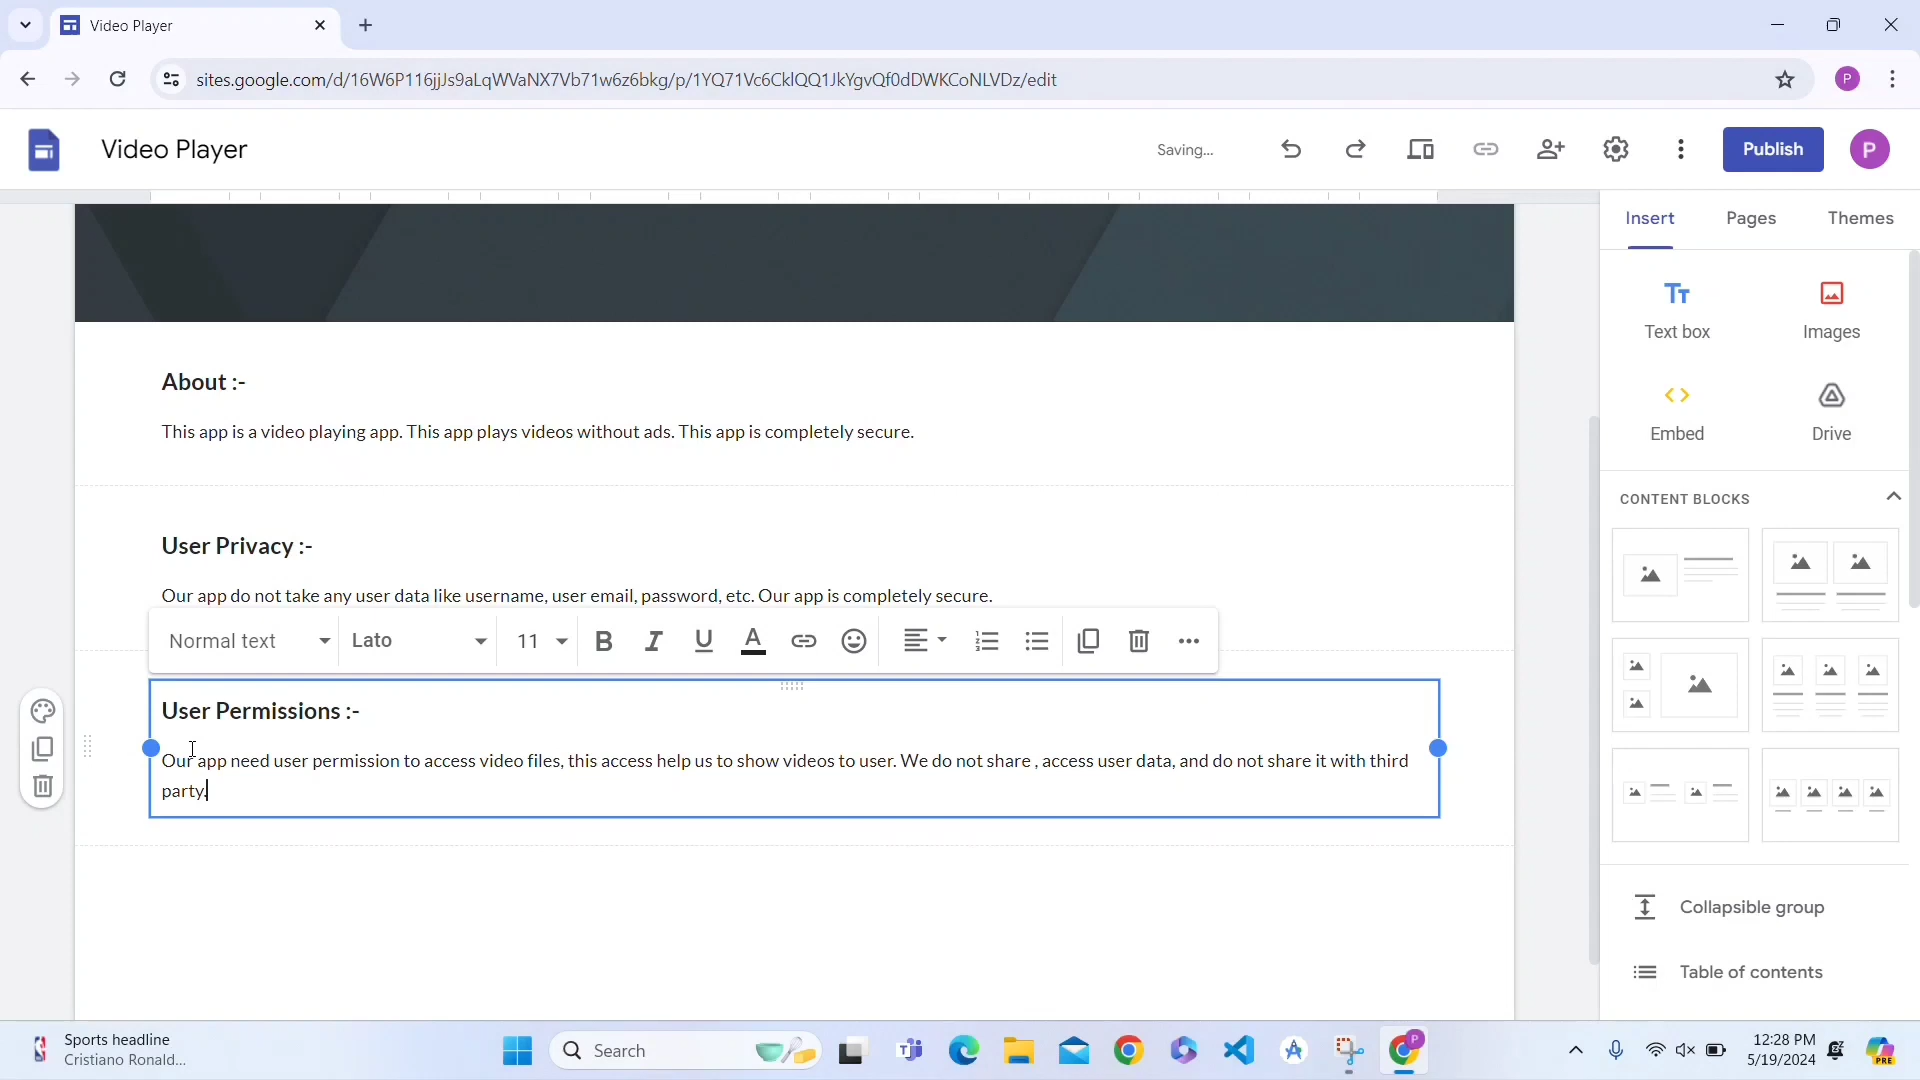 Video Player
sites.google.com/d/16W6P116jjJs9aLqWVaNX7Vb71w6z6bkg/p/1YQ71Vc6CklQQ1JkYgvQf0dDWKCoNLVDz/edit
P
Video Player
Saving...
Publish
P
Insert
Pages
Themes
Text box
Images
Embed
Drive
CONTENT BLOCKS
Collapsible group
Table of contents
About :-
This app is a video playing app. This app plays videos without ads. This app is completely secure.
User Privacy :-
Our app do not take any user data like username, user email, password, etc. Our app is completely secure.
Normal text
Lato
11
User Permissions :-
Our app need user permission to access video files, this access help us to show videos to user. We do not share , access user data, and do not share it with third
party.
Sports headline
Cristiano Ronald...
Search
P
12:28 PM
5/19/2024
PRE